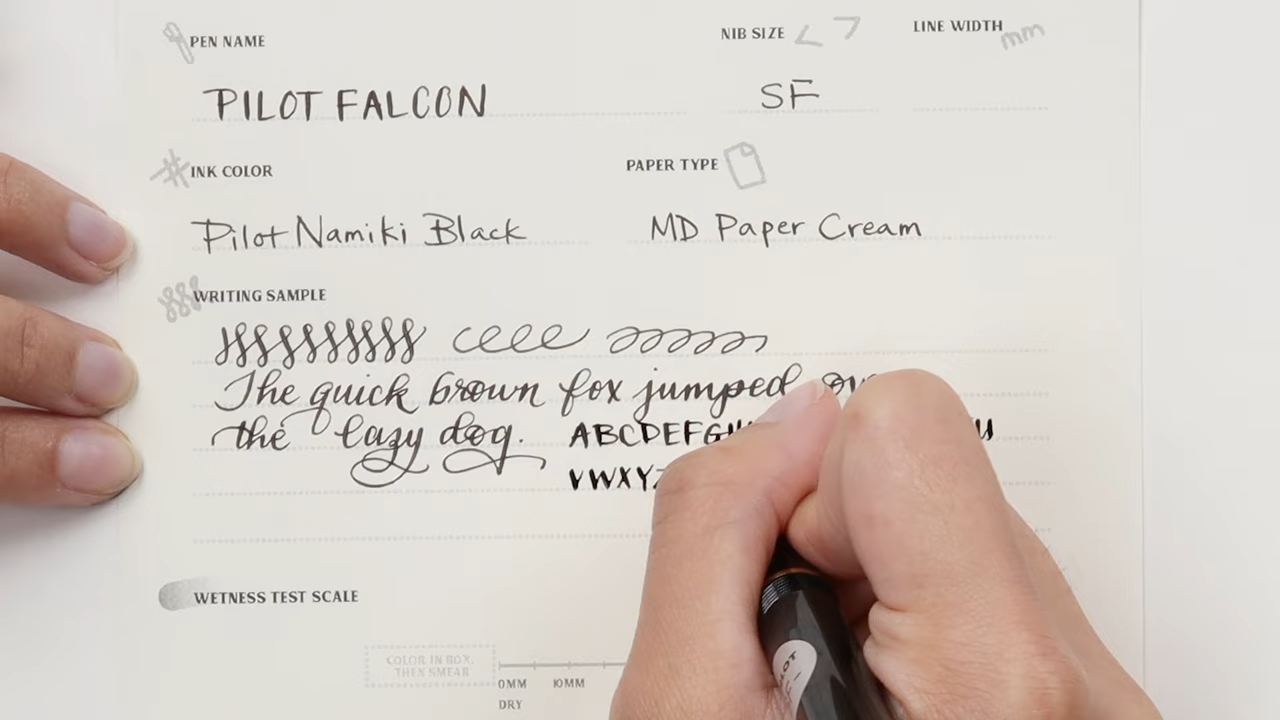 PEN NAME NIB SIZE LINE WIDTH mm
PILOT FALCON SF
INK COLOR PAPER TYPE
Pilot Namiki Black MD Paper Cream
WRITING SAMPLE
The quick brown fox jumped
the lazy dog. ABCDEFG U
VWXY
WETNESS TEST SCALE
COLOR IN BOX,
THEN SMEAR
0MM 10MM
DRY